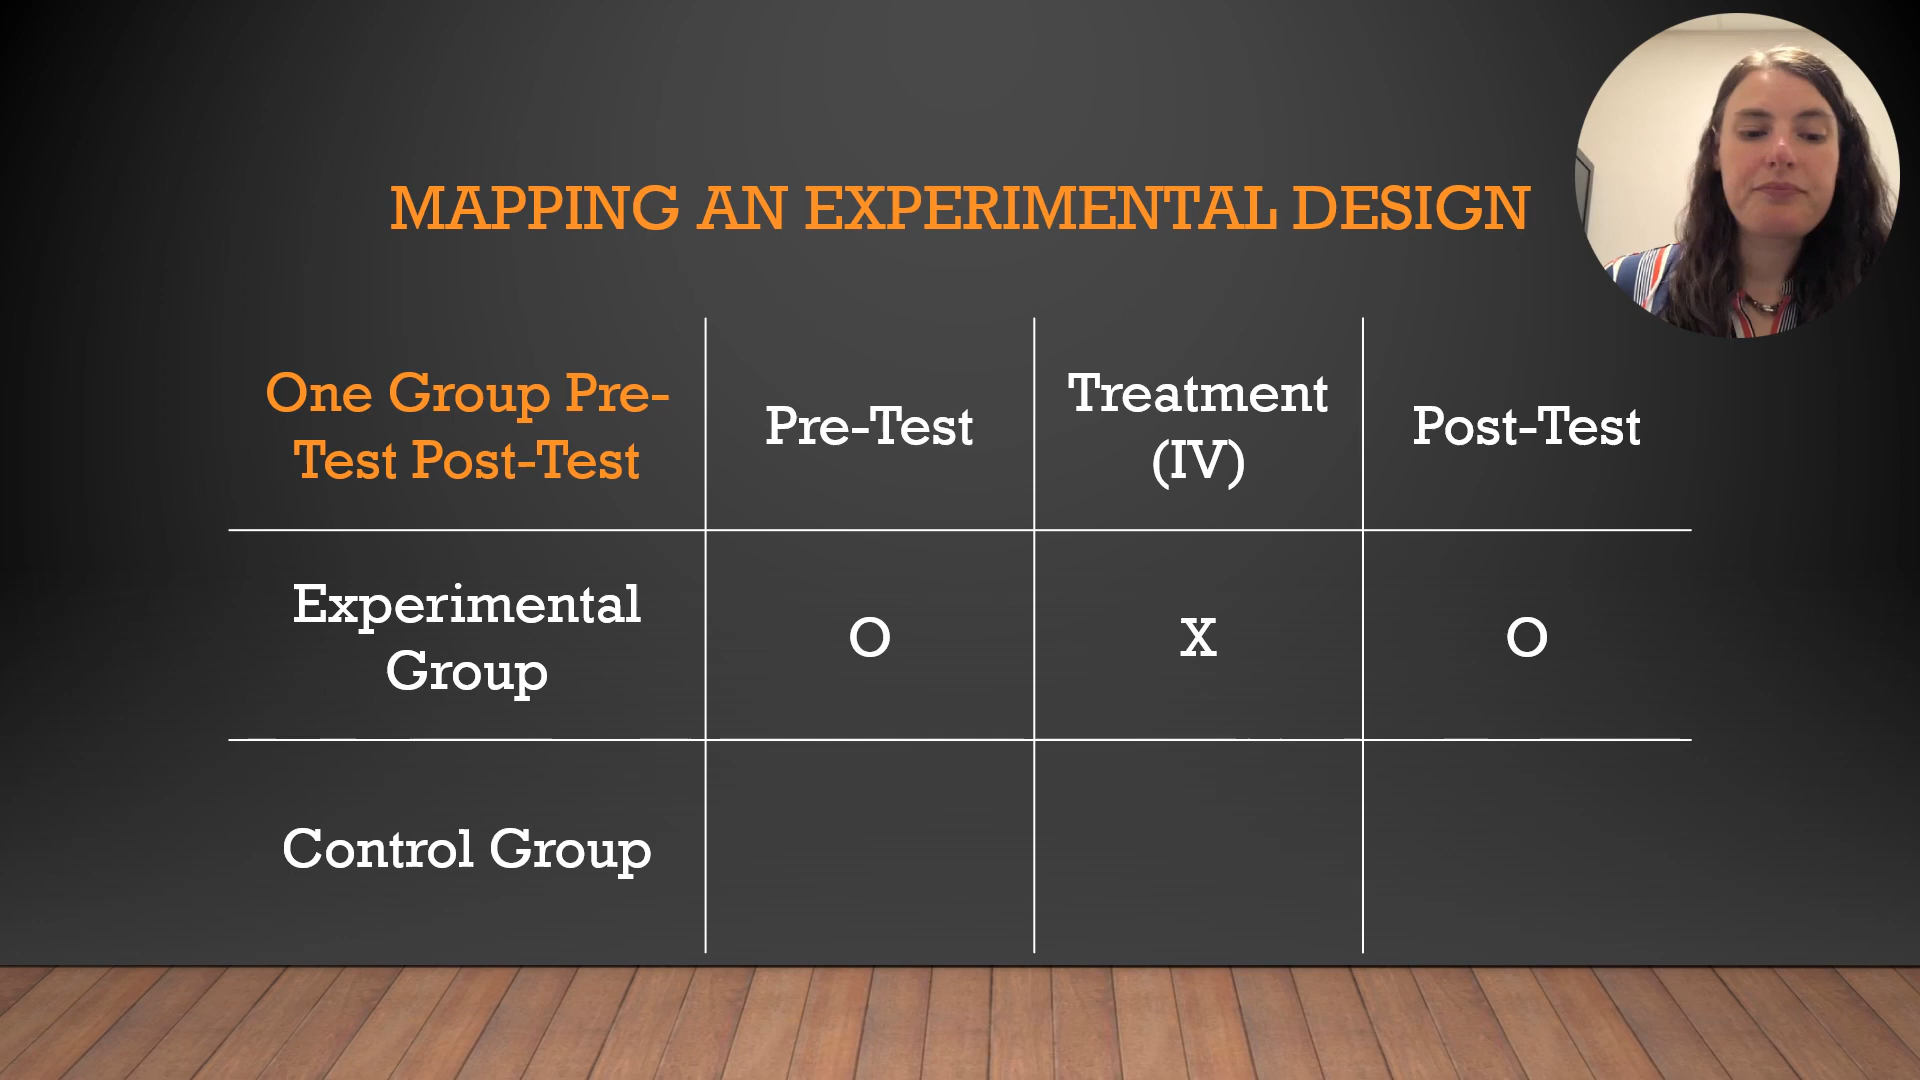 MAPPING AN EXPERIMENTAL DESIGN
One Group Pre-
Test Post-Test
Pre-Test
Treatment
(IV)
Post-Test
Experimental
Group
O
X
O
Control Group